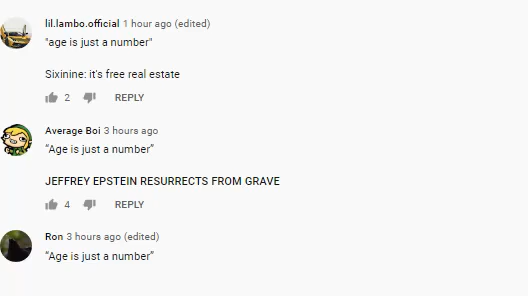 lil.lambo.official 1 hour ago (edited)
"age is just a number"
Sixinine: it's free real estate
2 REPLY
Average Boi 3 hours ago
“Age is just a number”
JEFFREY EPSTEIN RESURRECTS FROM GRAVE
4 REPLY
Ron 3 hours ago (edited)
“Age is just a number”